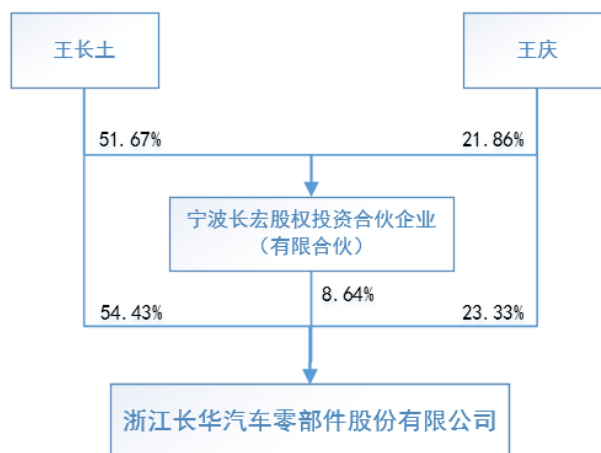 王长土
王庆
51.67%
21.86%
宁波长宏股权投资合伙企业
（有限合伙）
8.64%
54.43%
23.33%
浙江长华汽车零部件股份有限公司